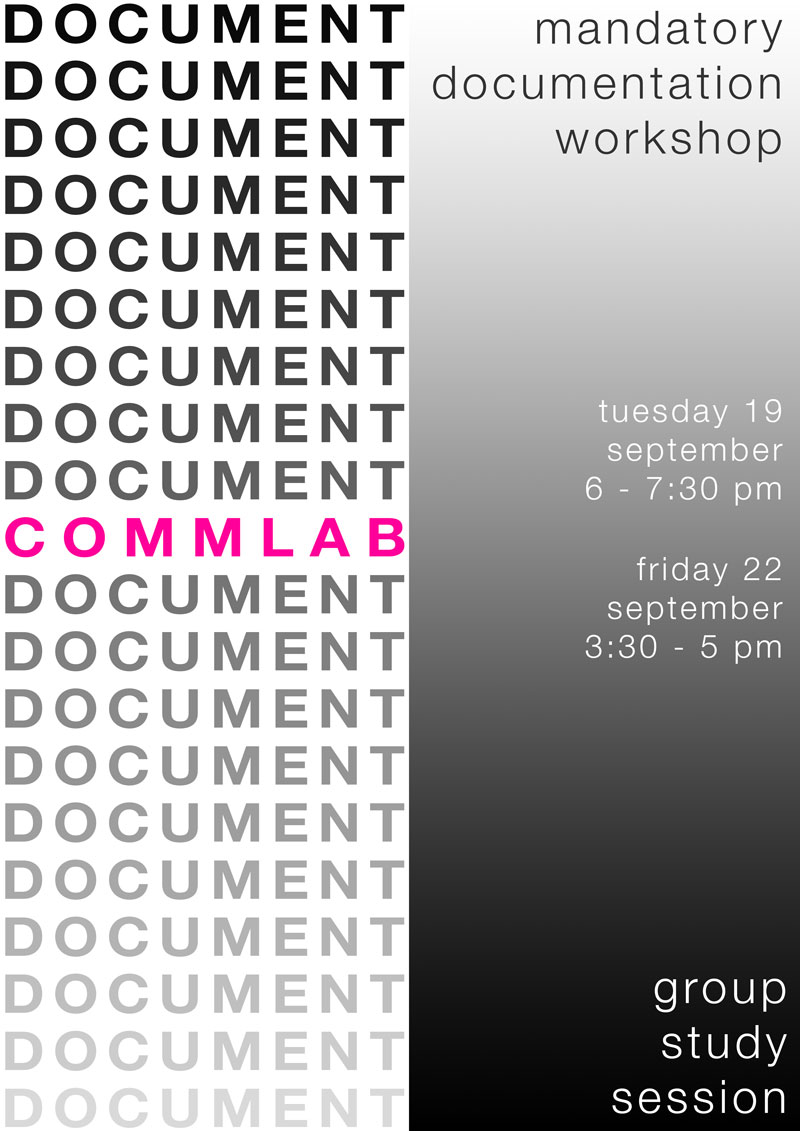 DOCUMENT
DOCUMENT
DOCUMENT
DOCUMENT
DOCUMENT
DOCUMENT
DOCUMENT
DOCUMENT
DOCUMENT
COMMLAB
DOCUMENT
DOCUMENT
DOCUMENT
DOCUMENT
DOCUMENT
DOCUMENT
DOCUMENT
DOCUMENT
DOCUMENT
DOCUMENT
mandatory
documentation
workshop
tuesday 19
september
6 - 7:30 pm
friday 22
september
3:30 - 5 pm
group
study
session